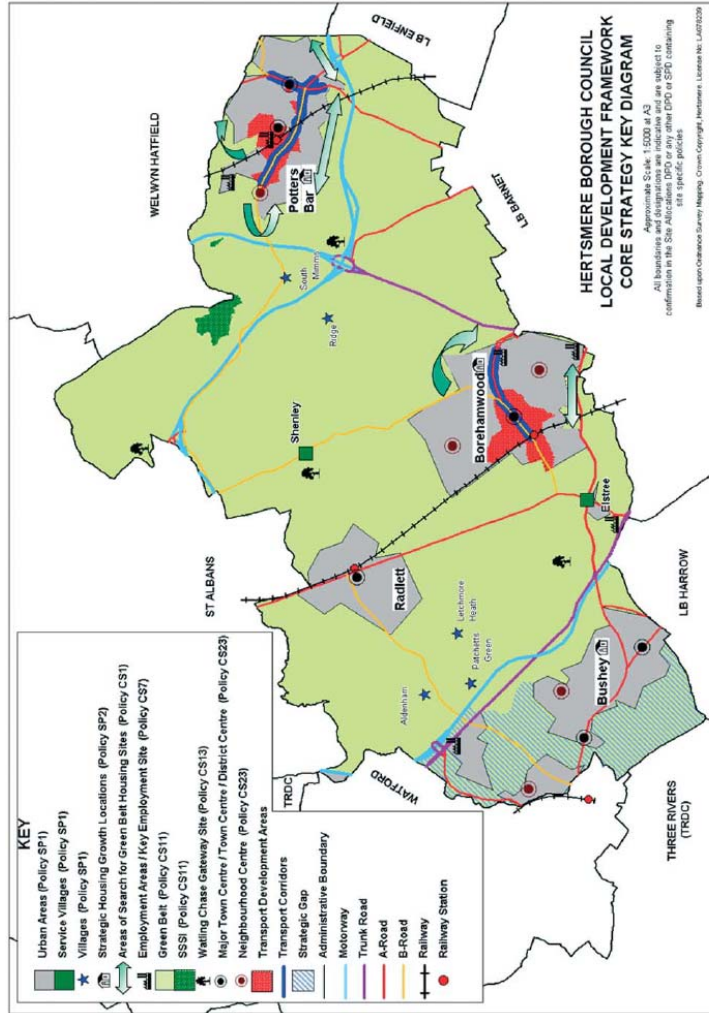 HERTSMERE BOROUGH COUNCIL
LOCAL DEVELOPMENT FRAMEWORK
CORE STRATEGY KEY DIAGRAM
Approximate Scale: 1:5000 at A3
All boundaries and designations are indicative and are subject to
confirmation in the Site Allocations DPD or any other DPD or SPD containing
site specific policies
Based upon Ordnance Survey Mapping, Crown Copyright, Hertsmere, License No: LA078239
KEY
Urban Areas (Policy SP1)
Service Villages (Policy SP1)
Villages (Policy SP1)
Strategic Housing Growth Locations (Policy SP2)
Areas of Search for Green Belt Housing Sites (Policy CS1)
Employment Areas / Key Employment Site (Policy CS7)
Green Belt (Policy CS11)
SSSI (Policy CS11)
Watling Chase Gateway Site (Policy CS13)
Major Town Centre / Town Centre / District Centre (Policy CS23)
Neighbourhood Centre (Policy CS23)
Transport Development Areas
Transport Corridors
Strategic Gap
Administrative Boundary
Motorway
Trunk Road
A-Road
B-Road
Railway
Railway Station
ST ALBANS
WELWYN HATFIELD
LB ENFIELD
Potters
Bar
South
Mimms
Ridge
Shenley
LB BARNET
Borehamwood
Radlett
Elstree
TRDC
WATFORD
Aldenham
Letchmore
Heath
Patchetts
Green
Bushey
LB HARROW
THREE RIVERS
(TRDC)